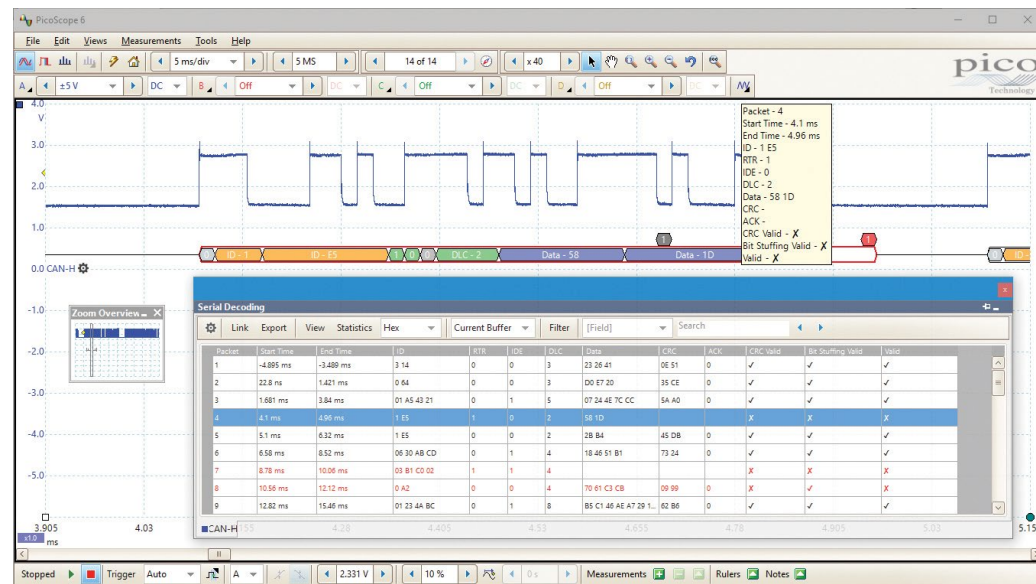 PicoScope 6
File Edit Views Measurements Tools Help
5 ms/div 5 MS 14 of 14 x 40
pico
Technology
A ±5 V DC B Off DC C Off DC D Off DC
4.0
V
3.0
2.0
1.0
0.0 CAN-H
-1.0
-2.0
-3.0
-4.0
-5.0
Packet - 4
Start Time - 4.1 ms
End Time - 4.96 ms
ID - 1 E5
RTR - 1
IDE - 0
DLC - 2
Data - 58 1D
CRC -
ACK -
CRC Valid - ✗
Bit Stuffing Valid - ✗
Valid - ✗
1 1
0 ID - 1 ID - E5 1 0 0 DLC - 2 Data - 58 Data - 1D
Zoom Overview
Serial Decoding
Link Export View Statistics Hex Current Buffer Filter [Field] Search
Packet Start Time End Time ID RTR IDE DLC Data CRC ACK CRC Valid Bit Stuffing Valid Valid
1 -4.895 ms -3.489 ms 3 14 0 0 3 23 26 41 0E 51 0 ✓ ✓ ✓
2 22.8 ns 1.421 ms 0 64 0 0 3 D0 E7 20 35 CE 0 ✓ ✓ ✓
3 1.681 ms 3.84 ms 01 A5 43 21 0 1 5 07 24 4E 7C CC 5A A0 0 ✓ ✓ ✓
4 4.1 ms 4.96 ms 1 E5 1 0 2 58 1D ✗ ✗ ✗
5 5.1 ms 6.32 ms 1 E5 0 0 2 2B B4 45 DB 0 ✓ ✓ ✓
6 6.58 ms 8.52 ms 06 30 AB CD 0 1 4 18 46 51 B1 73 24 0 ✓ ✓ ✓
7 8.78 ms 10.06 ms 03 B1 C0 02 1 1 4 ✗ ✗ ✗
8 10.56 ms 12.12 ms 0 A2 0 0 4 70 61 C3 CB 09 99 0 ✗ ✓ ✗
9 12.82 ms 15.46 ms 01 23 4A BC 0 1 8 B5 C1 46 AE A7 29 1... 62 B6 0 ✓ ✓ ✓
CAN-H
3.905 4.03 4.155 4.28 4.405 4.53 4.655 4.78 4.905 5.03 5.15
x1.0 ms
Stopped Trigger Auto A 2.331 V 10 % 0 s Measurements Rulers Notes